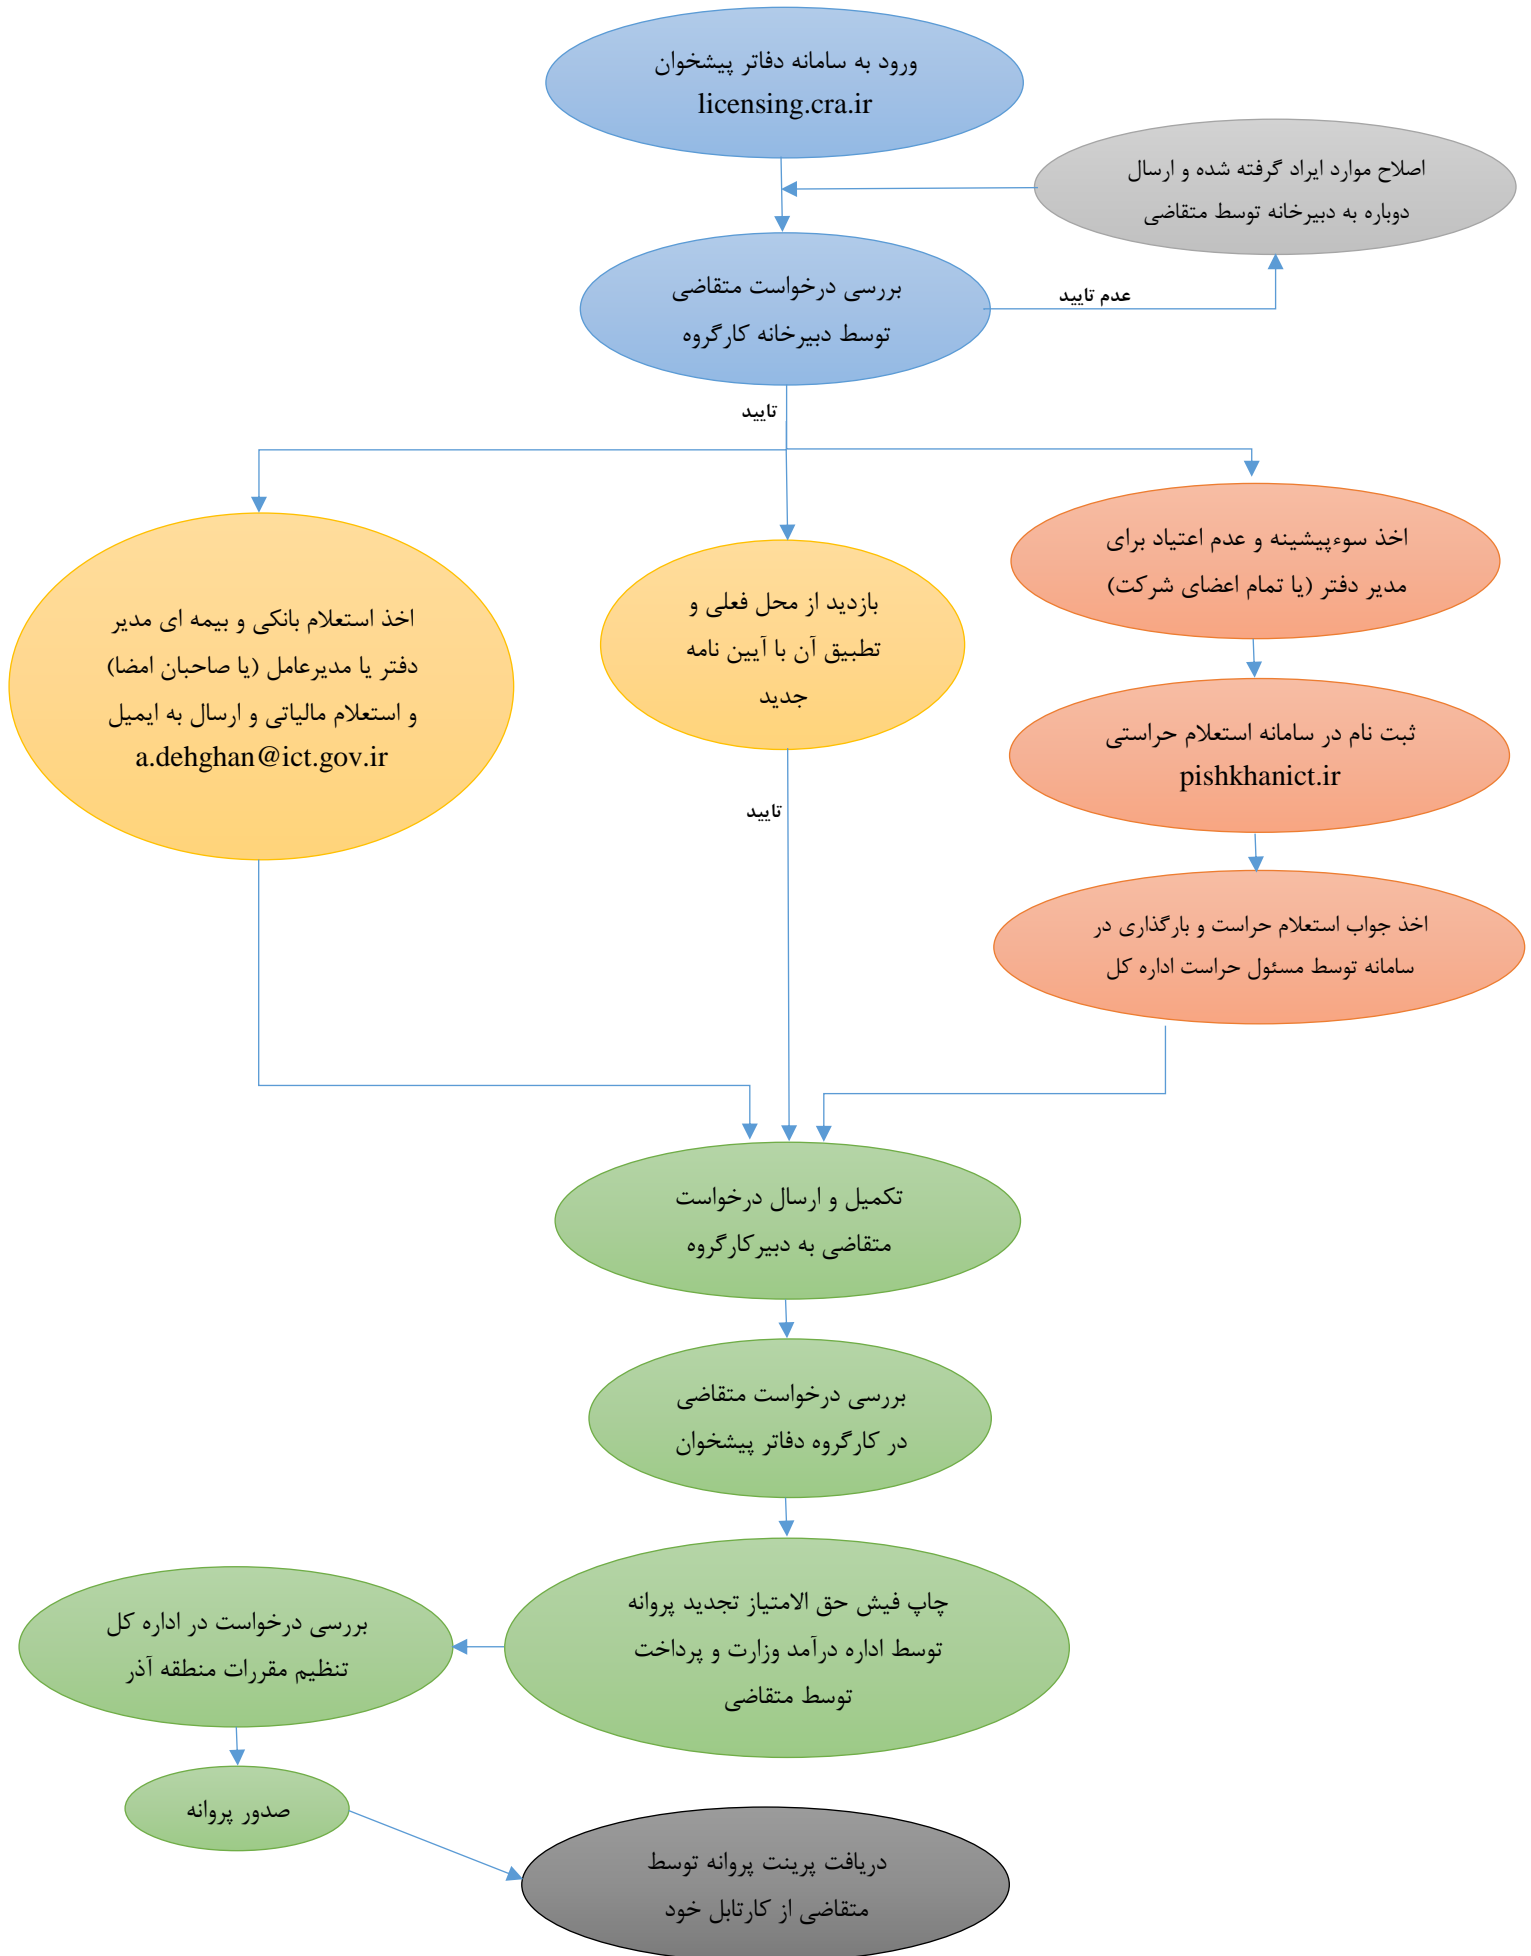 ورود به سامانه دفاتر پیشخوان
licensing.cra.ir
اصلاح موارد ایراد گرفته شده و ارسال
دوباره به دبیرخانه توسط متقاضی
بررسی درخواست متقاضی
توسط دبیرخانه کارگروه
عدم تایید
تایید
اخذ سوءپیشینه و عدم اعتیاد برای
مدیر دفتر (یا تمام اعضای شرکت)
بازدید از محل فعلی و
تطبیق آن با آیین نامه
جدید
اخذ استعلام بانکی و بیمه ای مدیر
دفتر یا مدیرعامل (یا صاحبان امضا)
و استعلام مالیاتی و ارسال به ایمیل
a.dehghan@ict.gov.ir
ثبت نام در سامانه استعلام حراستی
pishkhanict.ir
تایید
اخذ جواب استعلام حراست و بارگذاری در
سامانه توسط مسئول حراست اداره کل
تکمیل و ارسال درخواست
متقاضی به دبیرکارگروه
بررسی درخواست متقاضی
در کارگروه دفاتر پیشخوان
چاپ فیش حق الامتیاز تجدید پروانه
توسط اداره درآمد وزارت و پرداخت
توسط متقاضی
بررسی درخواست در اداره کل
تنظیم مقررات منطقه آذر
صدور پروانه
دریافت پرینت پروانه توسط
متقاضی از کارتابل خود